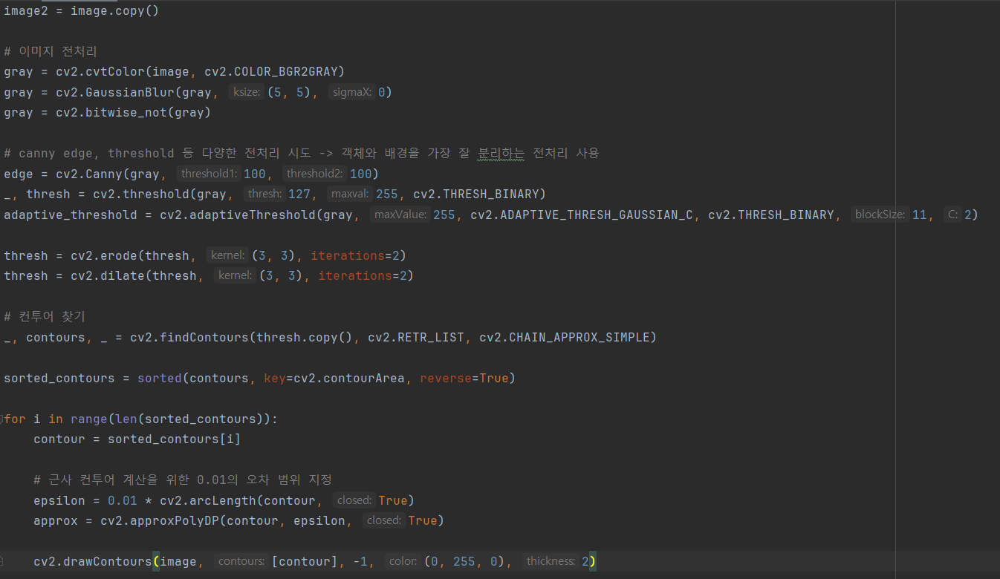 image2 = image.copy()
# 이미지 전처리
gray = cv2.cvtColor(image, cv2.COLOR_BGR2GRAY)
gray = cv2.GaussianBlur(gray, ksize: (5, 5), sigmaX: 0)
gray = cv2.bitwise_not(gray)
# canny edge, threshold 등 다양한 전처리 시도 -> 객체와 배경을 가장 잘 분리하는 전처리 사용
edge = cv2.Canny(gray, threshold1: 100, threshold2: 100)
_, thresh = cv2.threshold(gray, thresh: 127, maxval: 255, cv2.THRESH_BINARY)
adaptive_threshold = cv2.adaptiveThreshold(gray, maxValue: 255, cv2.ADAPTIVE_THRESH_GAUSSIAN_C, cv2.THRESH_BINARY, blockSize: 11, C: 2)
thresh = cv2.erode(thresh, kernel: (3, 3), iterations=2)
thresh = cv2.dilate(thresh, kernel: (3, 3), iterations=2)
# 컨투어 찾기
_, contours, _ = cv2.findContours(thresh.copy(), cv2.RETR_LIST, cv2.CHAIN_APPROX_SIMPLE)
sorted_contours = sorted(contours, key=cv2.contourArea, reverse=True)
for i in range(len(sorted_contours)):
    contour = sorted_contours[i]
    # 근사 컨투어 계산을 위한 0.01의 오차 범위 지정
    epsilon = 0.01 * cv2.arcLength(contour, closed: True)
    approx = cv2.approxPolyDP(contour, epsilon, closed: True)
    cv2.drawContours(image, contours: [contour], -1, color: (0, 255, 0), thickness: 2)